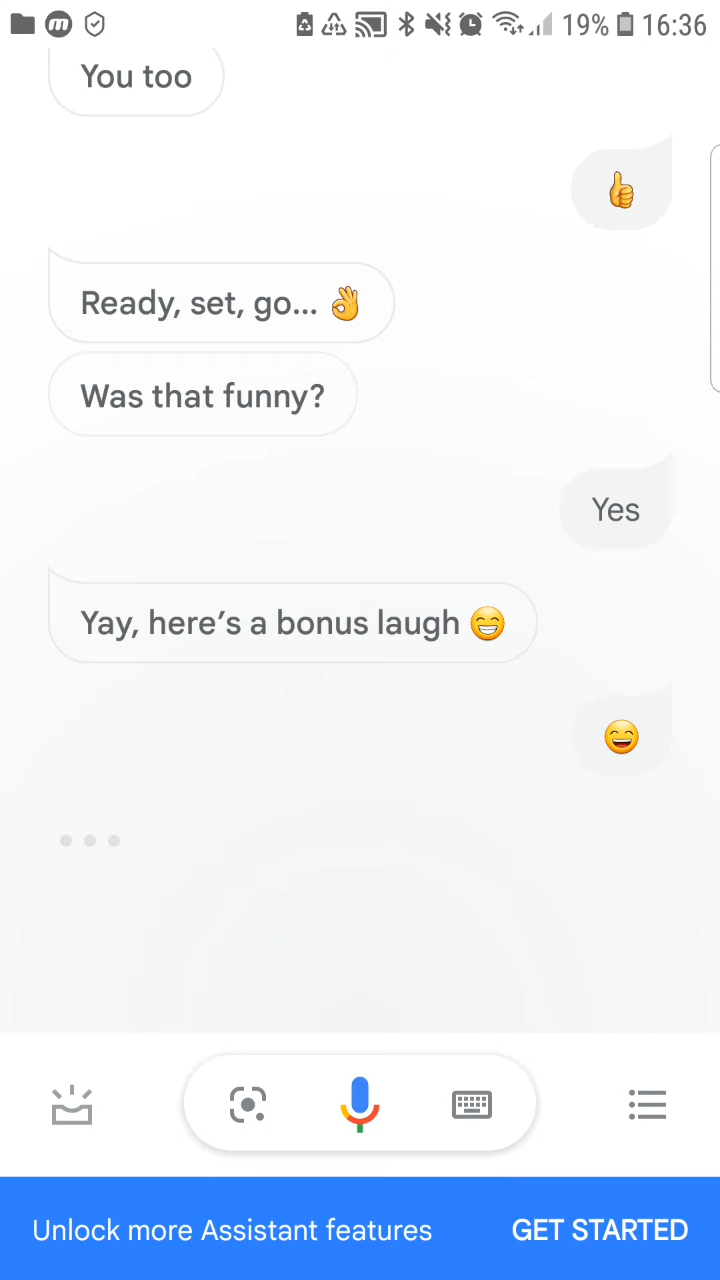 19% 16:36
You too
👍
Ready, set, go... 👌
Was that funny?
Yes
Yay, here's a bonus laugh 😁
😄
Unlock more Assistant features GET STARTED